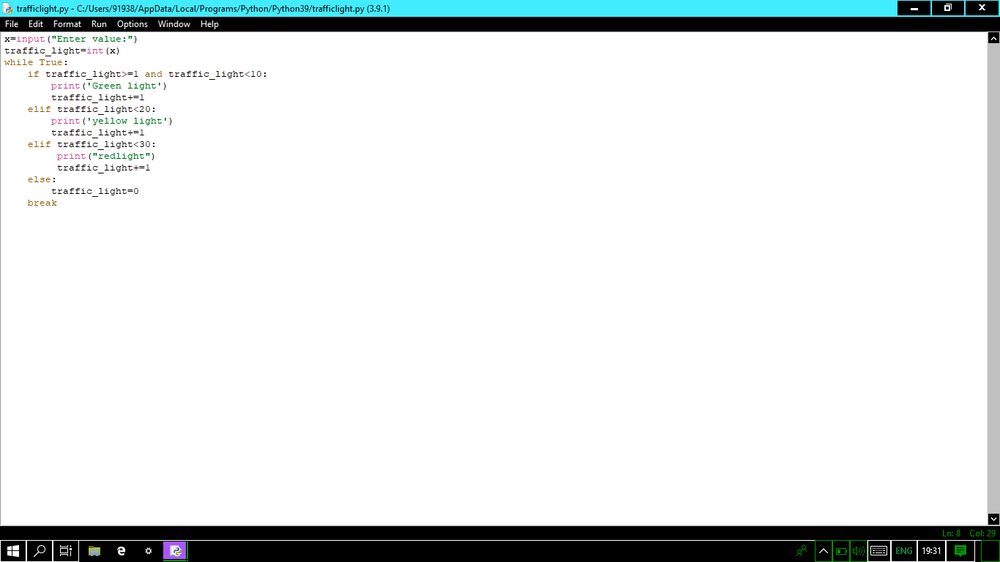 trafficlight.py - C:/Users/91938/AppData/Local/Programs/Python/Python39/trafficlight.py (3.9.1)
File Edit Format Run Options Window Help
x=input("Enter value:")
traffic_light=int(x)
while True:
    if traffic_light>=1 and traffic_light<10:
        print('Green light')
        traffic_light+=1
    elif traffic_light<20:
        print('yellow light')
        traffic_light+=1
    elif traffic_light<30:
         print("redlight")
         traffic_light+=1
    else:
        traffic_light=0
    break
Ln: 8 Col: 29
ENG 19:31